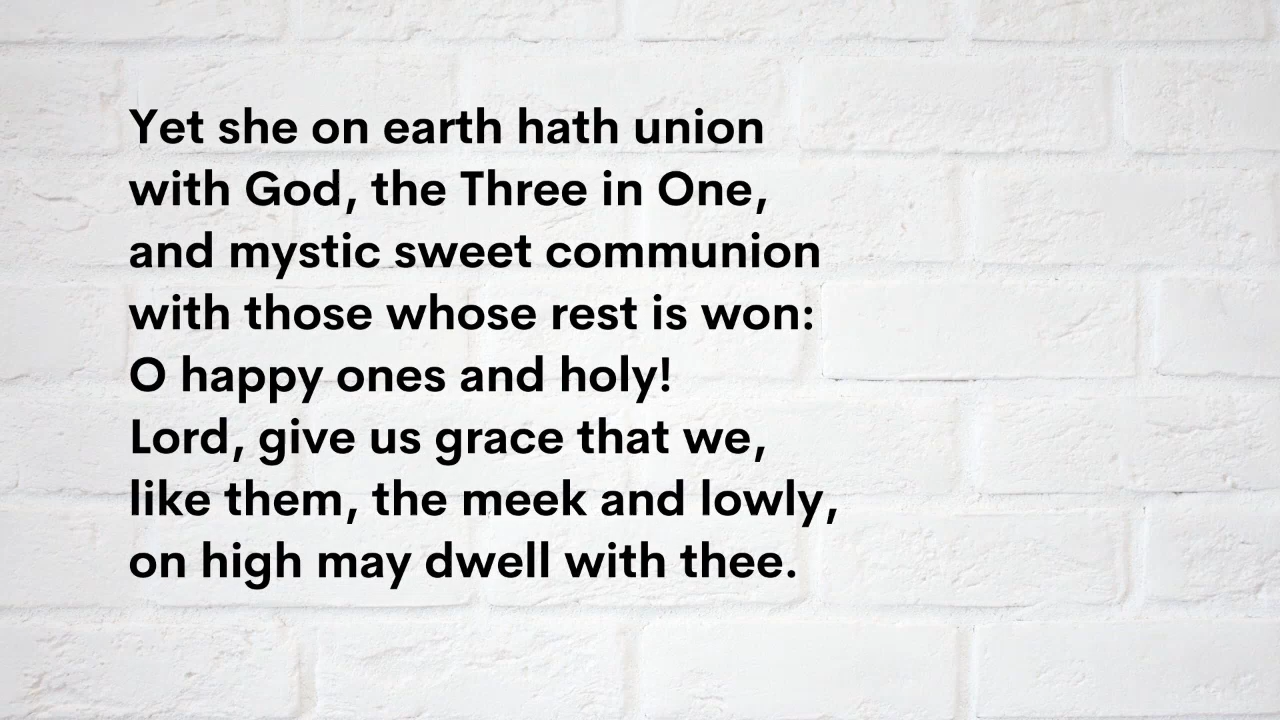 Yet she on earth hath union
with God, the Three in One,
and mystic sweet communion
with those whose rest is won:
O happy ones and holy!
Lord, give us grace that we,
like them, the meek and lowly,
on high may dwell with thee.